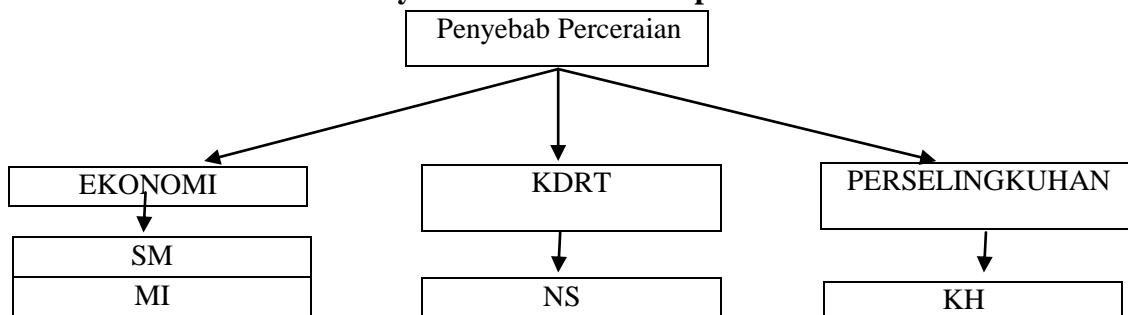 Penyebab Perceraian
EKONOMI
KDRT
PERSELINGKUHAN
SM
MI
NS
KH